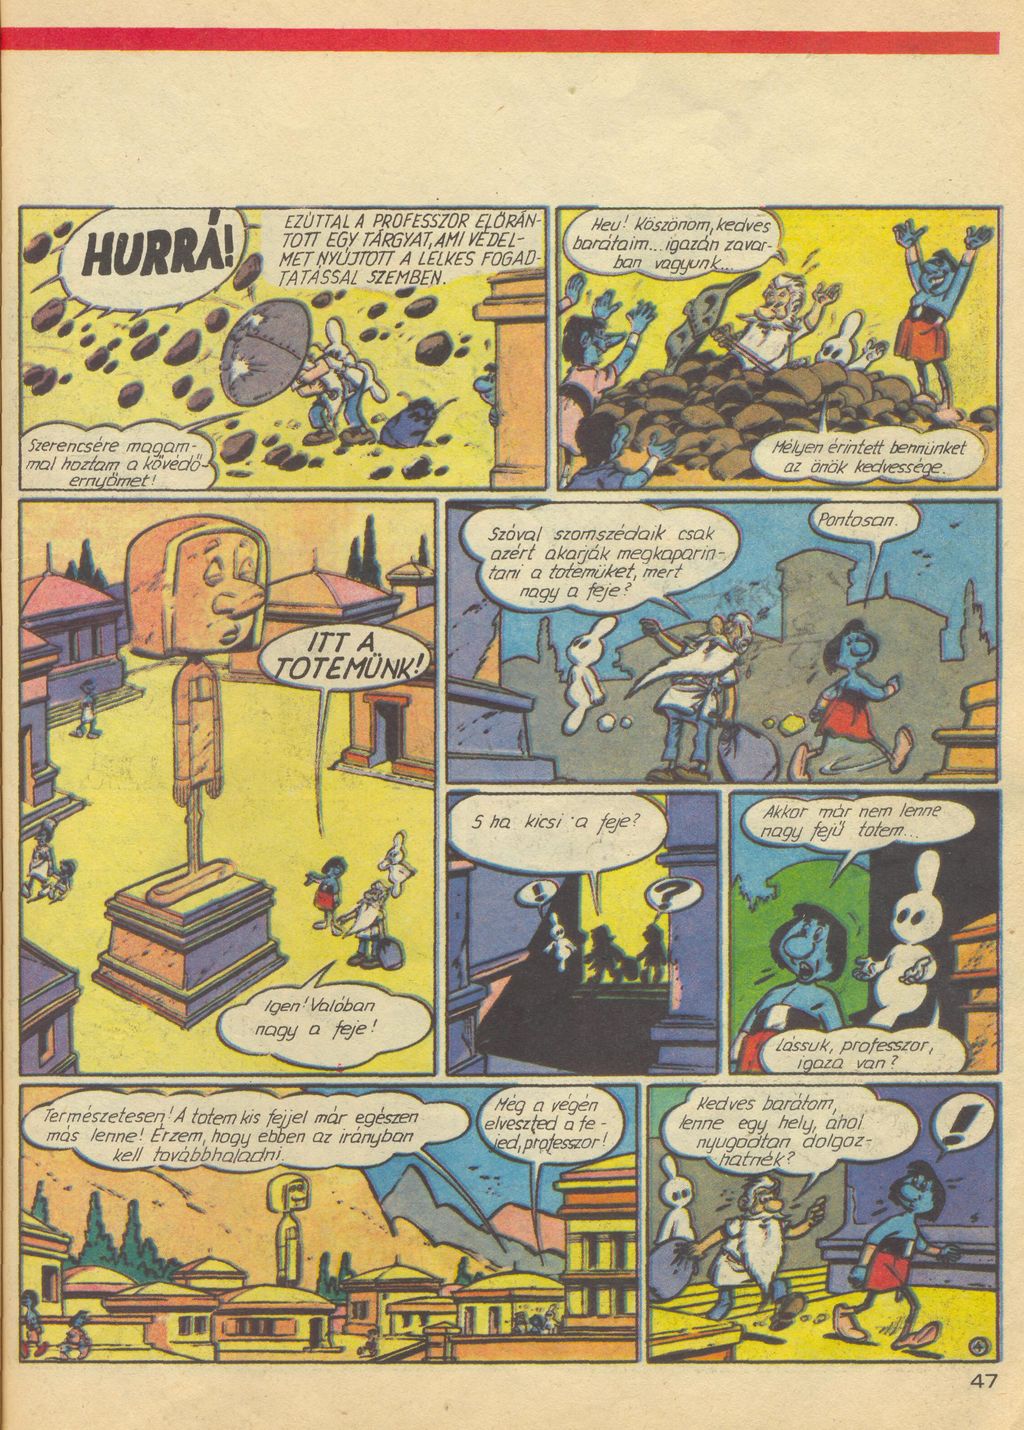 HURRÁ!
EZÚTTAL A PROFESSZOR ELŐRÁN-
TOTT EGY TÁRGYAT, AMI VÉDEL-
MET NYÚJTOTT A LELKES FOGAD-
TATÁSSAL SZEMBEN.
Szerencsére magam-
mal hoztam a kővédő-
ernyőmet!
Heu! Köszönöm, kedves
barátaim... igazán zavar-
ban vagyunk...
Mélyen érintett bennünket
az önök kedvessége.
ITT A
TOTEMÜNK!
Igen! Valóban
nagy a feje!
Szóval szomszédaik csak
azért akarják megkaparin-
tani a totemüket, mert
nagy a feje?
Pontosan.
S ha kicsi a feje?
!
?
Akkor már nem lenne
nagy fejű totem...
Lássuk, professzor,
igaza van?
Természetesen! A totem kis fejjel már egészen
más lenne! Érzem, hogy ebben az irányban
kell továbbhaladni.
Még a végén
elveszted a fe-
jed, professzor!
Kedves barátom,
lenne egy hely, ahol
nyugodtan dolgoz-
hatnék?
!
4
47